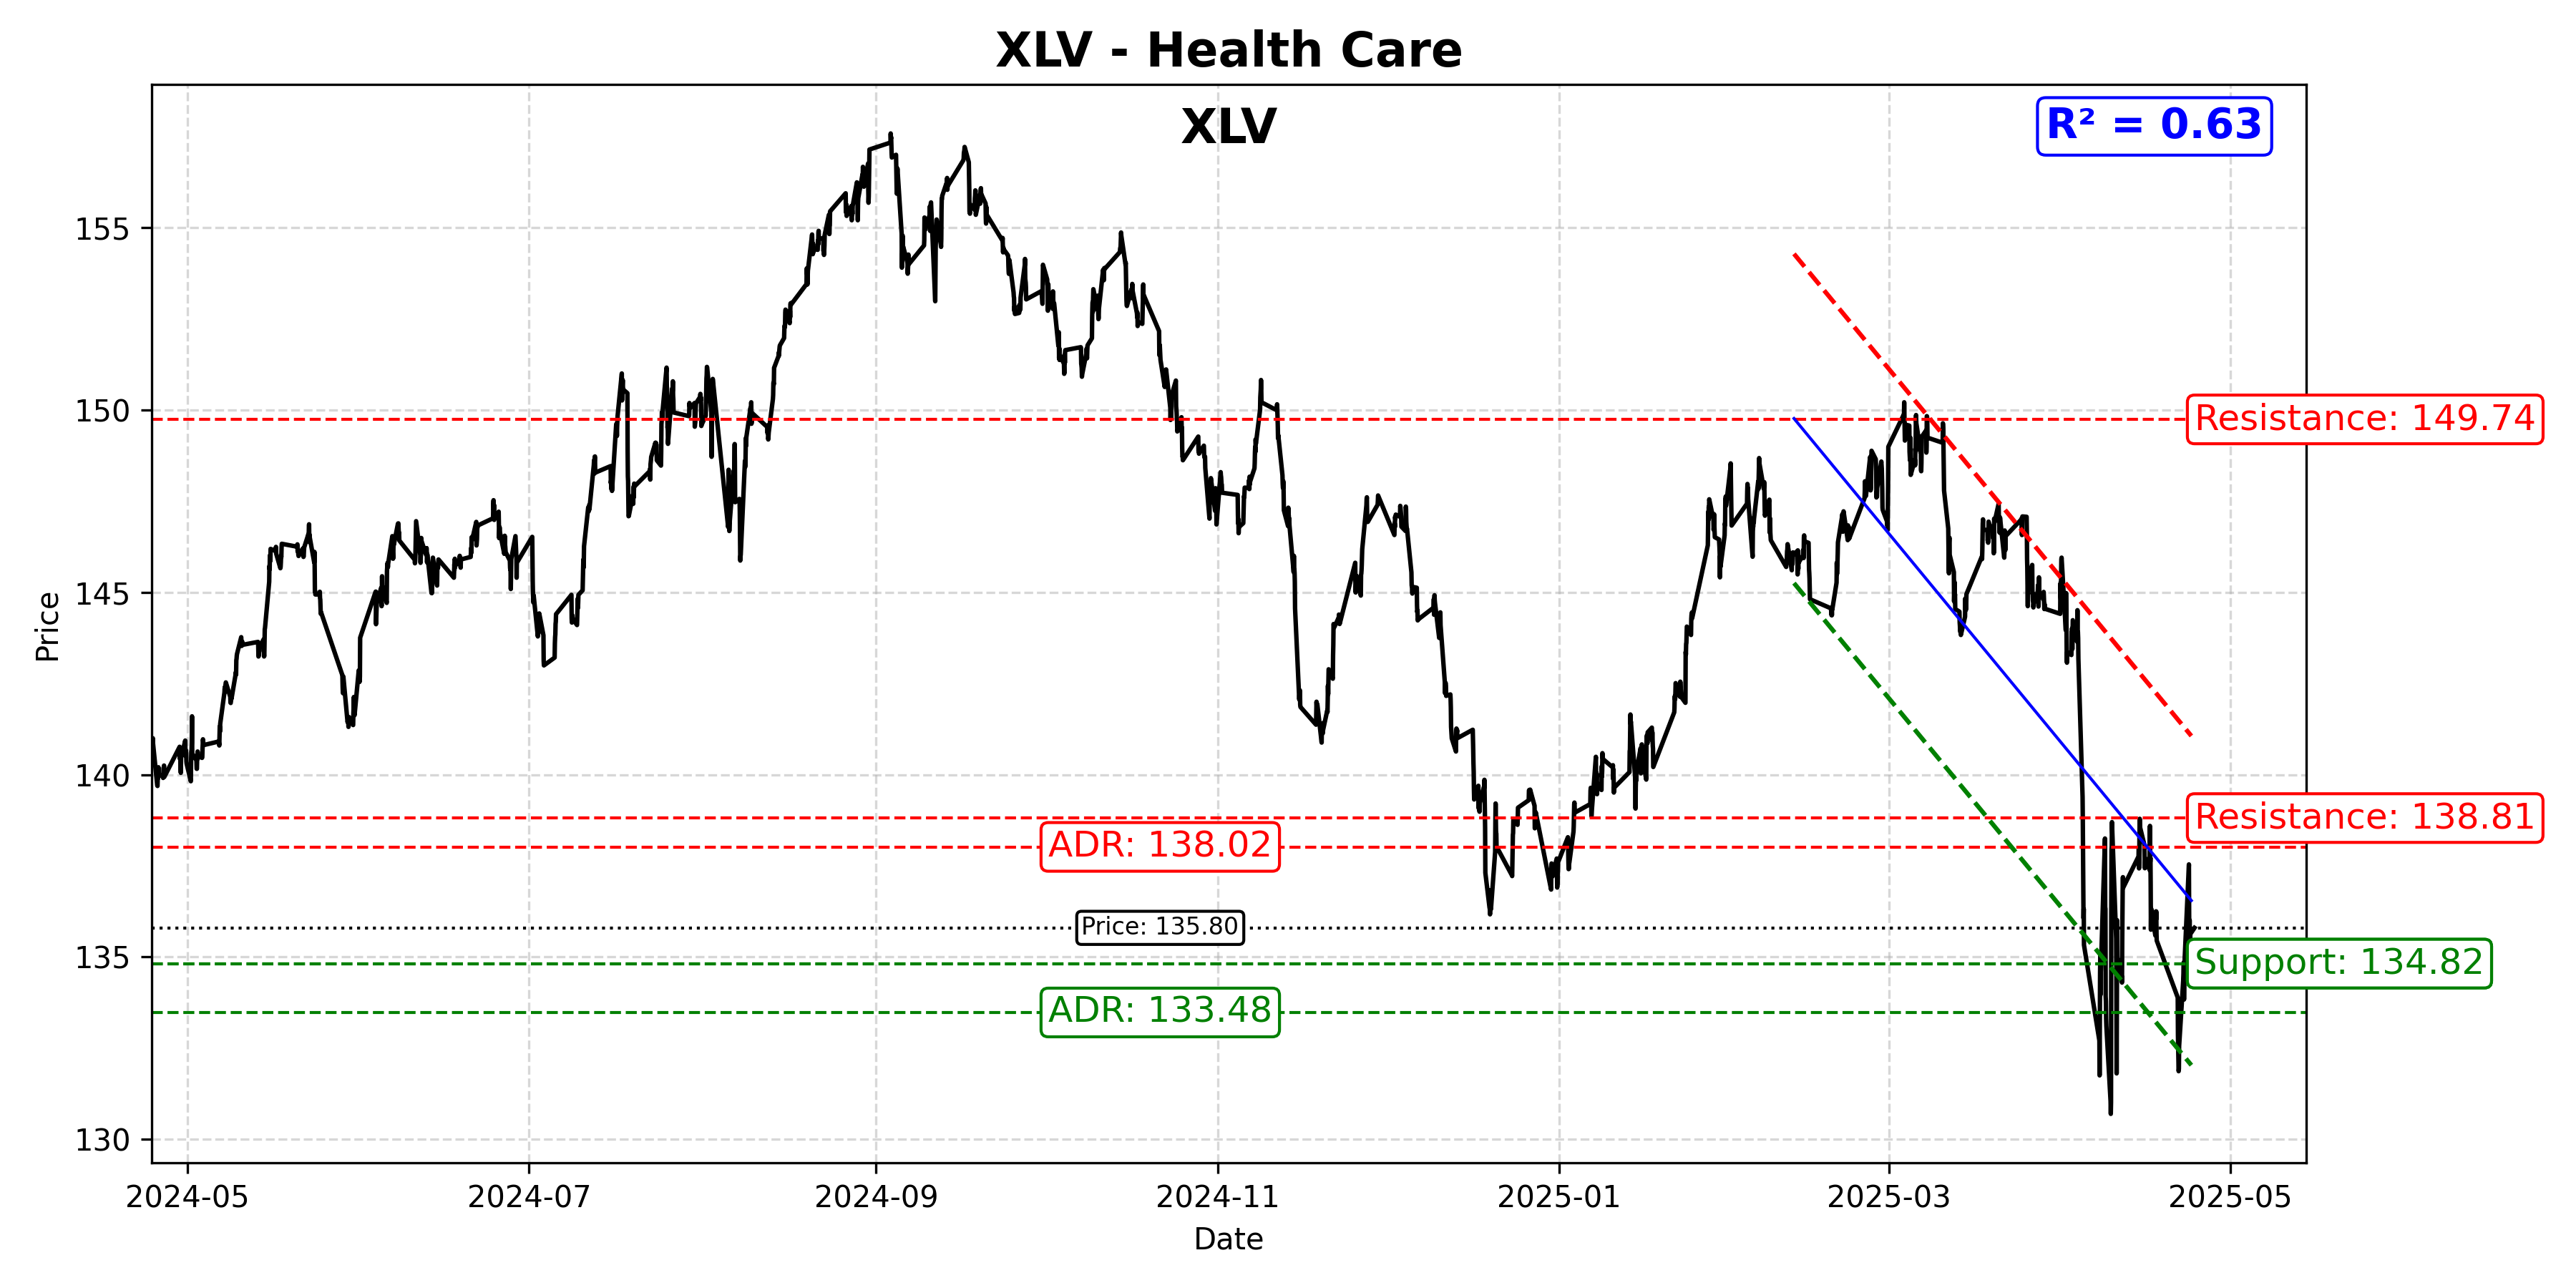 XLV - Health Care
XLV
R² = 0.63
155
150
145
140
135
130
Price
Resistance: 149.74
Resistance: 138.81
ADR: 138.02
Price: 135.80
Support: 134.82
ADR: 133.48
2024-05
2024-07
2024-09
2024-11
2025-01
2025-03
2025-05
Date